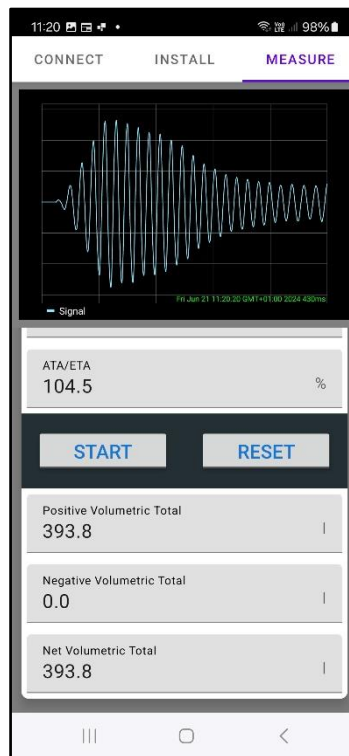 11:20 98%
CONNECT INSTALL MEASURE
Signal
Fri Jun 21 11:20:20 GMT+01:00 2024 430ms
ATA/ETA
104.5 %
START RESET
Positive Volumetric Total
393.8 l
Negative Volumetric Total
0.0 l
Net Volumetric Total
393.8 l